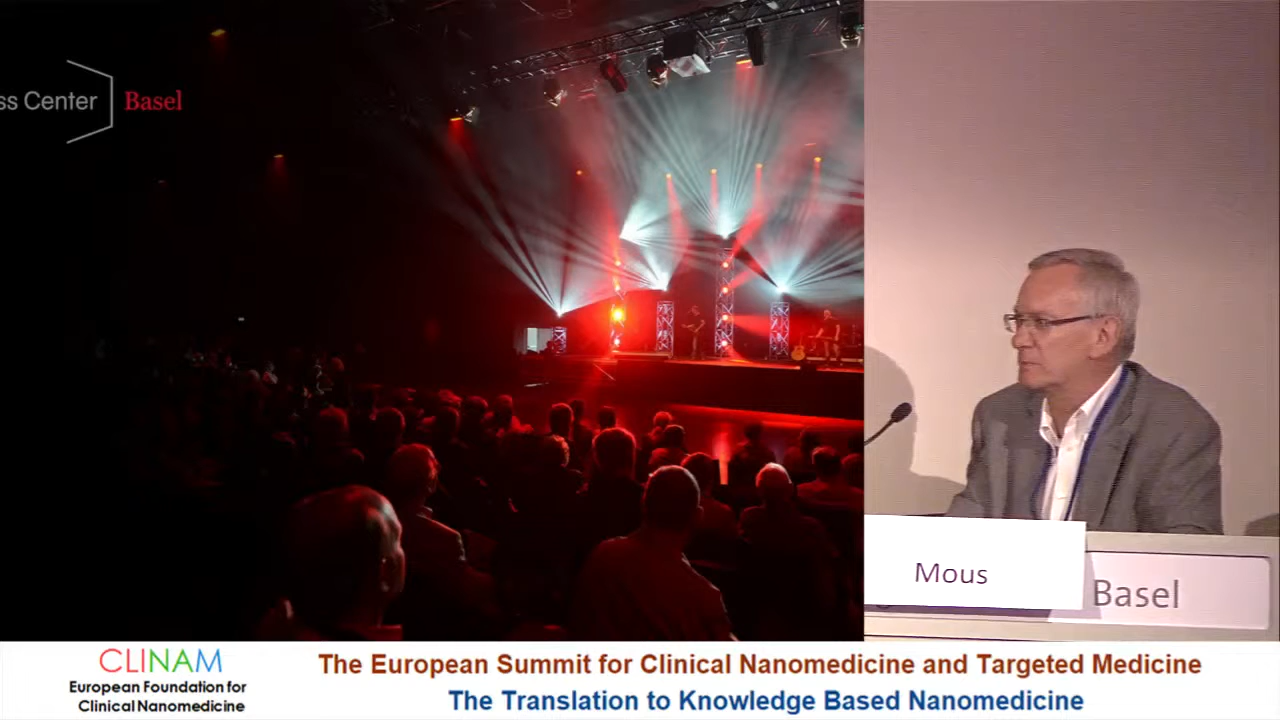 ss Center Basel
Mous
Basel
CLINAM
European Foundation for
Clinical Nanomedicine
The European Summit for Clinical Nanomedicine and Targeted Medicine
The Translation to Knowledge Based Nanomedicine